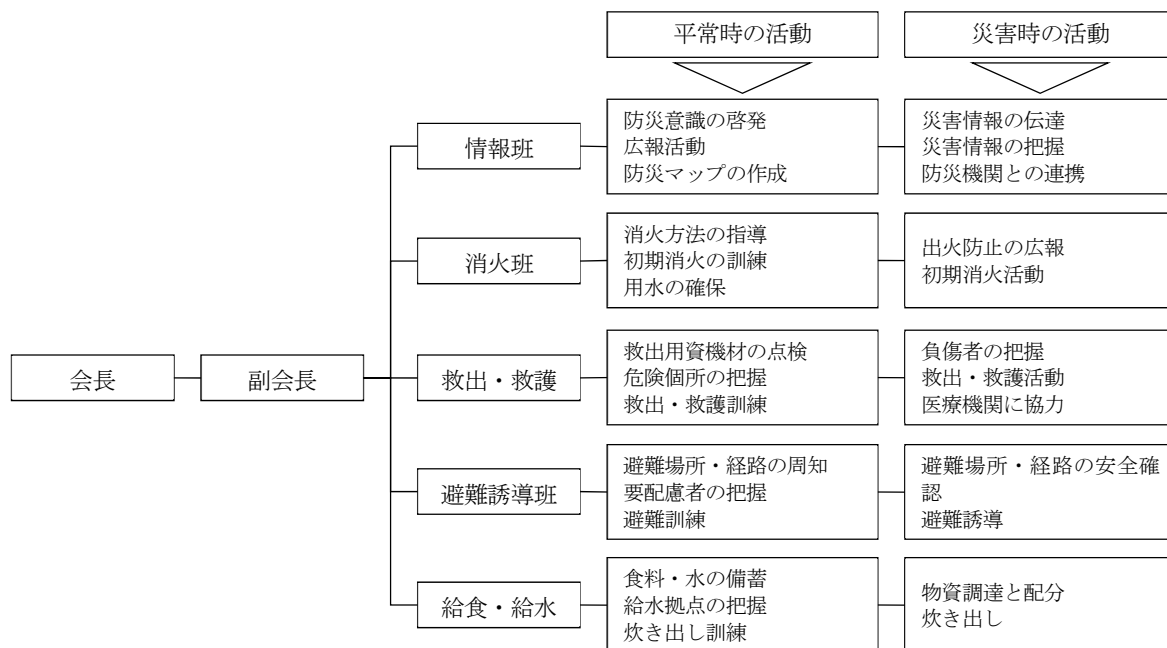 平常時の活動
災害時の活動
情報班
防災意識の啓発
広報活動
防災マップの作成
災害情報の伝達
災害情報の把握
防災機関との連携
消火班
消火方法の指導
初期消火の訓練
用水の確保
出火防止の広報
初期消火活動
会長
副会長
救出・救護
救出用資機材の点検
危険個所の把握
救出・救護訓練
負傷者の把握
救出・救護活動
医療機関に協力
避難誘導班
避難場所・経路の周知
要配慮者の把握
避難訓練
避難場所・経路の安全確
認
避難誘導
給食・給水
食料・水の備蓄
給水拠点の把握
炊き出し訓練
物資調達と配分
炊き出し